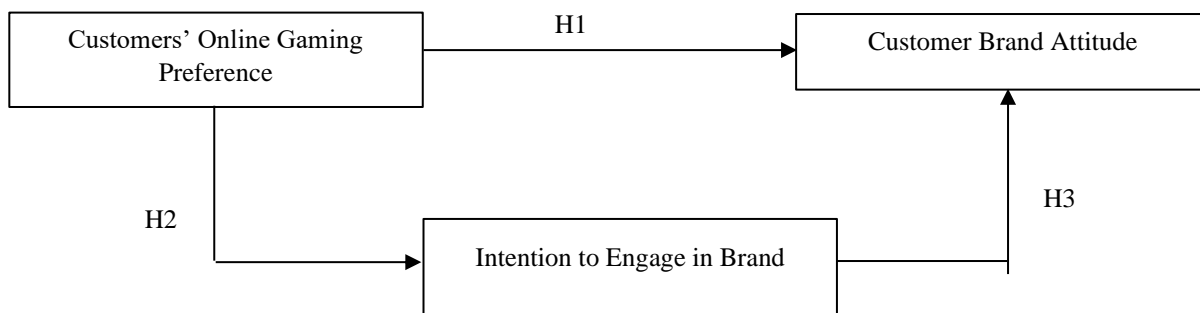 Customers’ Online Gaming
Preference
H1
Customer Brand Attitude
H2
H3
Intention to Engage in Brand